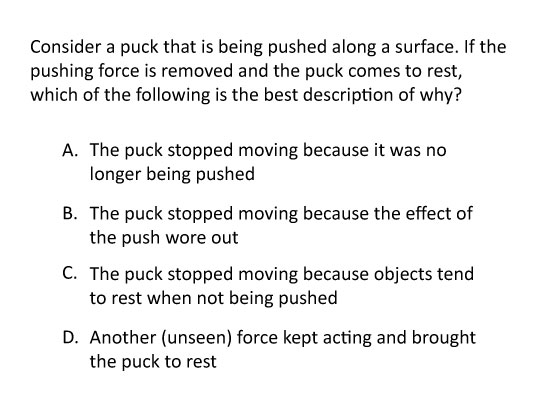 Consider a puck that is being pushed along a surface. If the
pushing force is removed and the puck comes to rest,
which of the following is the best description of why?
A. The puck stopped moving because it was no
longer being pushed
B. The puck stopped moving because the effect of
the push wore out
C. The puck stopped moving because objects tend
to rest when not being pushed
D. Another (unseen) force kept acting and brought
the puck to rest